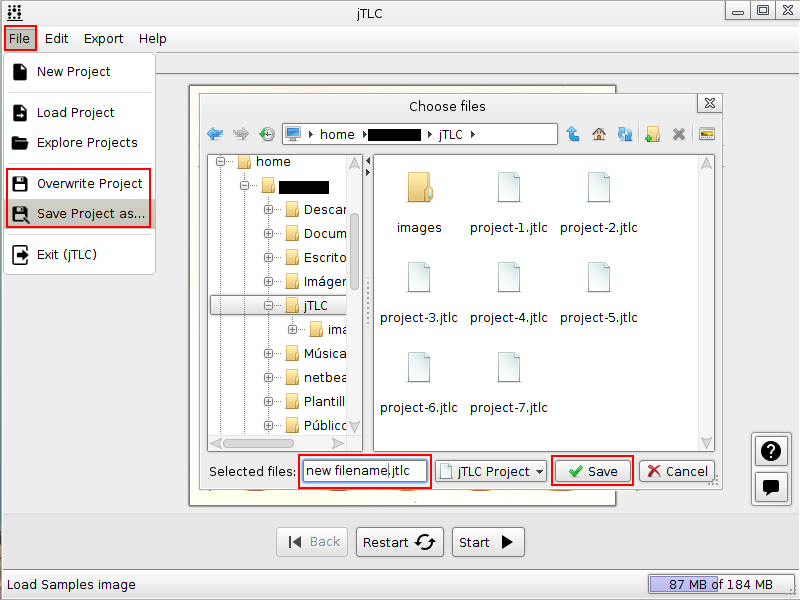 jTLC
File Edit Export Help
New Project
Load Project
Explore Projects
Overwrite Project
Save Project as...
Exit (jTLC)
Choose files
home jTLC
home
Descar
Docum
Escrito
Imáger
jTLC
ima
Música
netbea
Plantill
Público
images project-1.jtlc project-2.jtlc
project-3.jtlc project-4.jtlc project-5.jtlc
project-6.jtlc project-7.jtlc
Selected files: new filename.jtlc jTLC Project Save Cancel
Back Restart Start
Load Samples image 87 MB of 184 MB